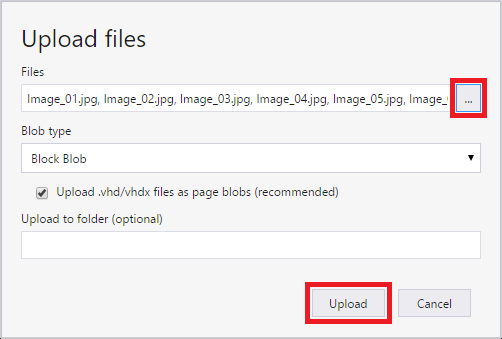 Upload files
Files
Image_01.jpg, Image_02.jpg, Image_03.jpg, Image_04.jpg, Image_05.jpg, Image_ ...
Blob type
Block Blob
Upload .vhd/vhdx files as page blobs (recommended)
Upload to folder (optional)
Upload Cancel